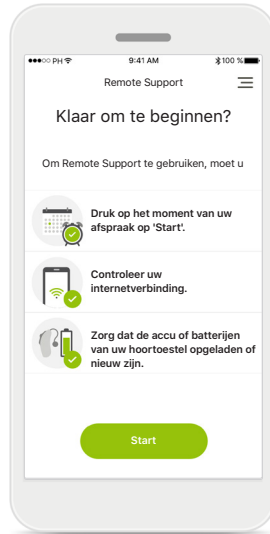 PH 9:41 AM 100 %
Remote Support
Klaar om te beginnen?
Om Remote Support te gebruiken, moet u
Druk op het moment van uw
afspraak op 'Start'.
Controleer uw
internetverbinding.
Zorg dat de accu of batterijen
van uw hoortoestel opgeladen of
nieuw zijn.
Start